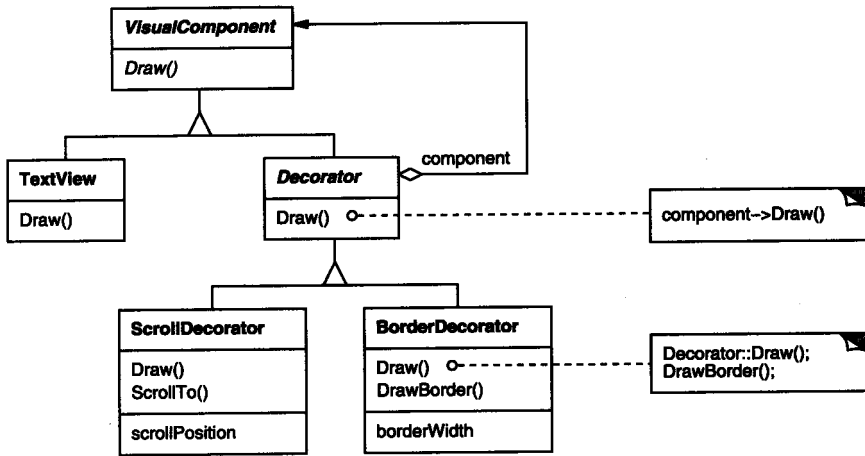 VisualComponent
Draw()
component
TextView
Draw()
Decorator
Draw()
component->Draw()
ScrollDecorator
Draw()
ScrollTo()
scrollPosition
BorderDecorator
Draw()
DrawBorder()
borderWidth
Decorator::Draw();
DrawBorder();